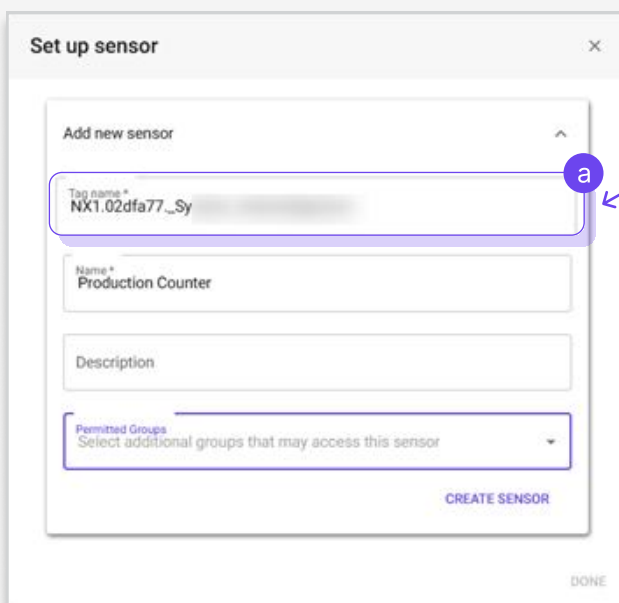 Set up sensor
Add new sensor
a
Tag name *
NX1.02dfa77._Sy
Name *
Production Counter
Description
Permitted Groups
Select additional groups that may access this sensor
CREATE SENSOR
DONE